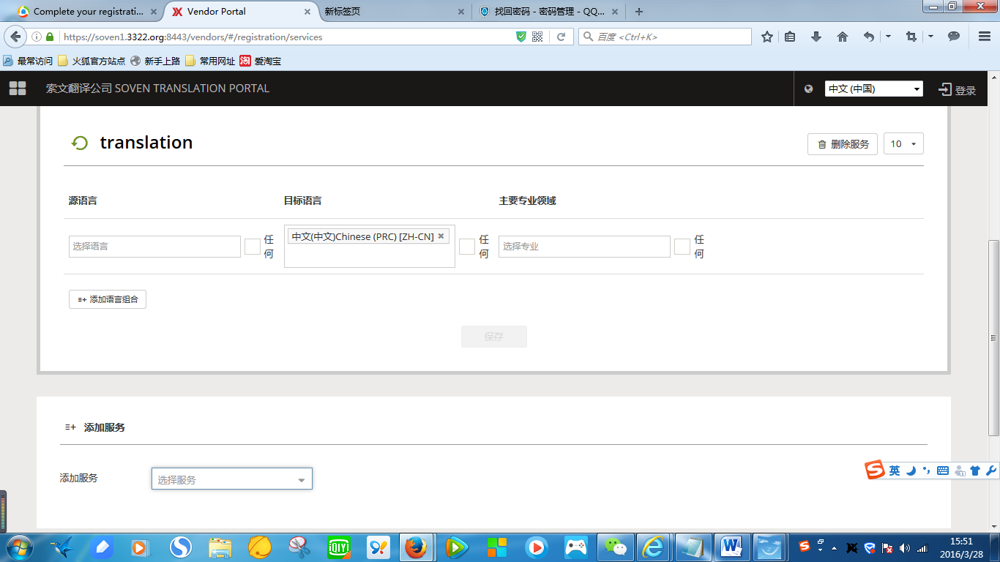 Complete your registrati...
Vendor Portal
新标签页
找回密码 - 密码管理 - QQ...
https://soven1.3322.org:8443/vendors/#/registration/services
百度 <Ctrl+K>
最常访问
火狐官方站点
新手上路
常用网址
淘
爱淘宝
索文翻译公司 SOVEN TRANSLATION PORTAL
中文 (中国)
登录
translation
删除服务
10
源语言
目标语言
主要专业领域
选择语言
任何
中文(中文)Chinese (PRC) [ZH-CN]
任何
选择专业
任何
添加语言组合
保存
添加服务
添加服务
选择服务
英
iQIYI
15:51
2016/3/28